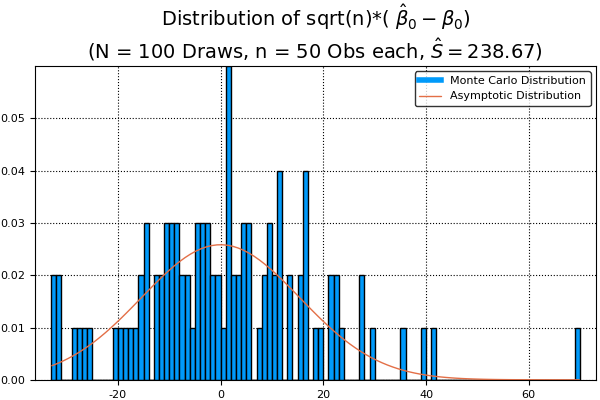 Distribution of sqrt(n)*( β̂₀ − β₀)
(N = 100 Draws, n = 50 Obs each, Ŝ = 238.67)
Monte Carlo Distribution
Asymptotic Distribution
0.05
0.04
0.03
0.02
0.01
0.00
-20 0 20 40 60